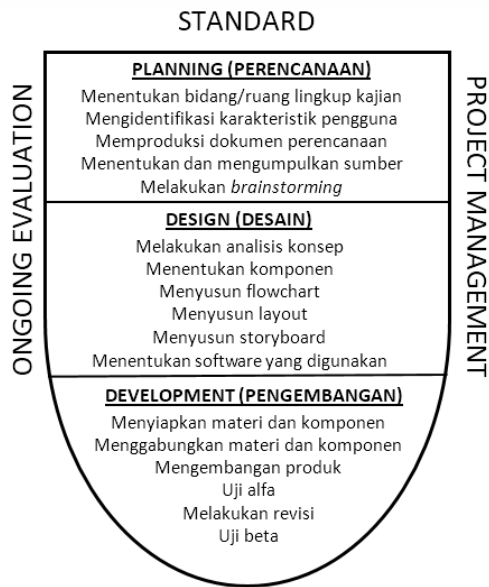 STANDARD
ONGOING EVALUATION
PROJECT MANAGEMENT
PLANNING (PERENCANAAN)
Menentukan bidang/ruang lingkup kajian
Mengidentifikasi karakteristik pengguna
Memproduksi dokumen perencanaan
Menentukan dan mengumpulkan sumber
Melakukan brainstorming
DESIGN (DESAIN)
Melakukan analisis konsep
Menentukan komponen
Menyusun flowchart
Menyusun layout
Menyusun storyboard
Menentukan software yang digunakan
DEVELOPMENT (PENGEMBANGAN)
Menyiapkan materi dan komponen
Menggabungkan materi dan komponen
Mengembangan produk
Uji alfa
Melakukan revisi
Uji beta